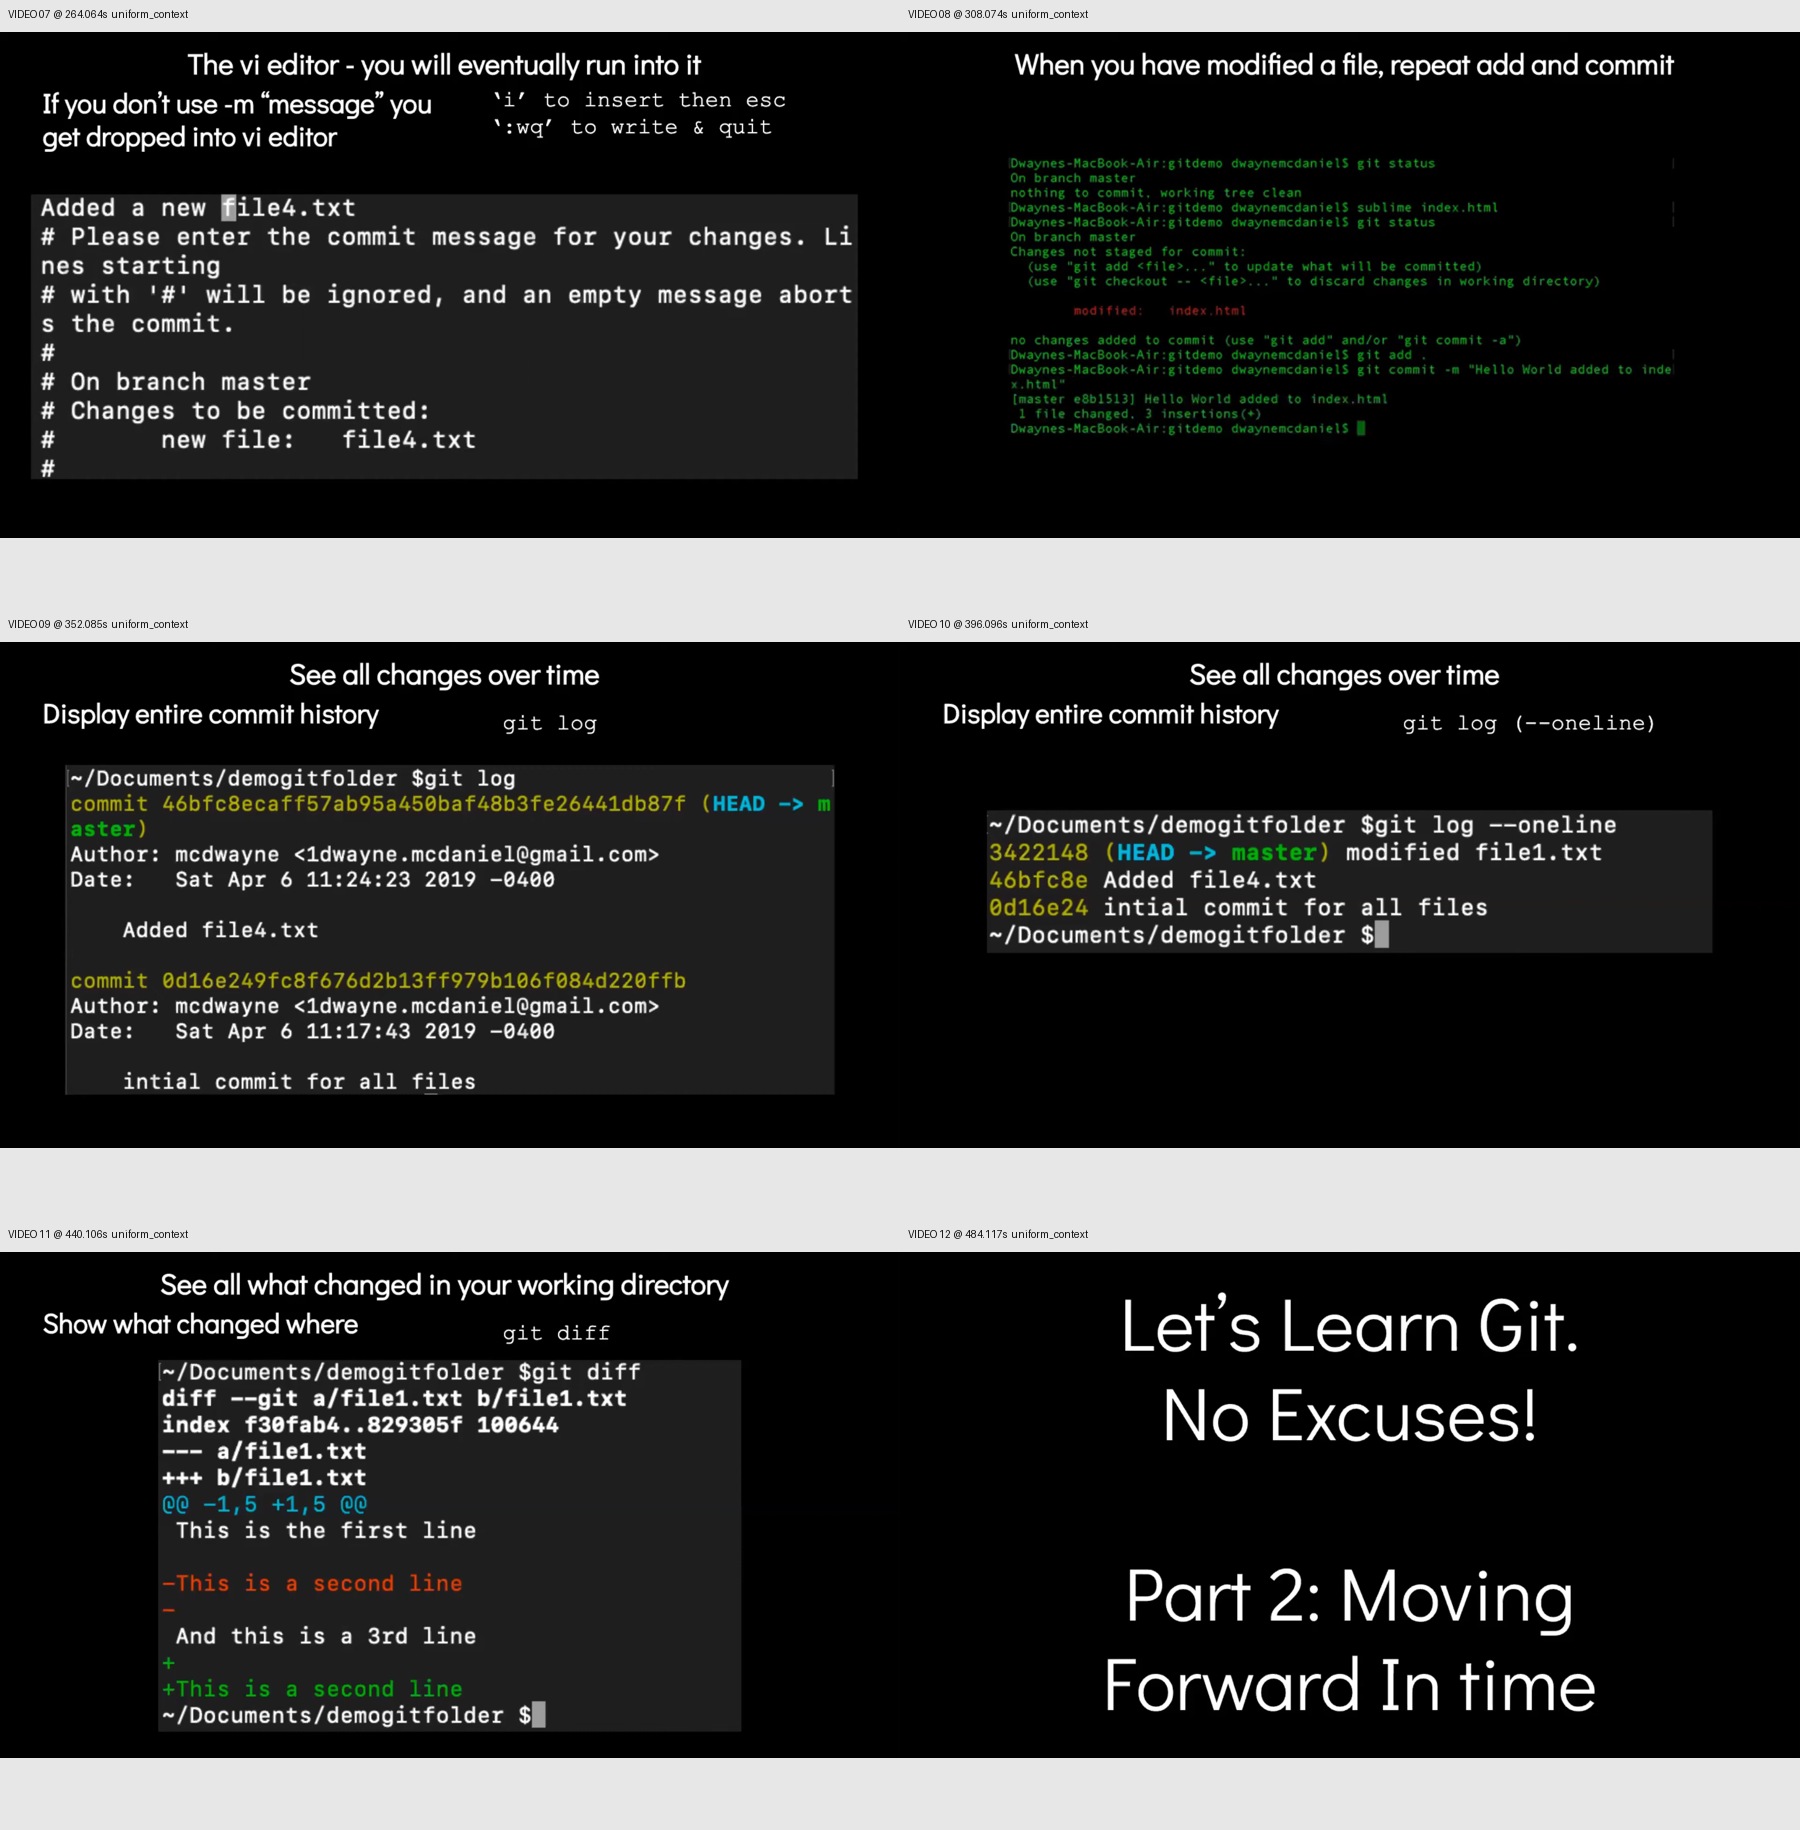 VIDEO 07 @ 264.064s uniform_context
The vi editor - you will eventually run into it
If you don't use -m “message” you
get dropped into vi editor
‘i’ to insert then esc
‘:wq’ to write & quit
Added a new file4.txt
# Please enter the commit message for your changes. Li
nes starting
# with '#' will be ignored, and an empty message abort
s the commit.
#
# On branch master
# Changes to be committed:
#       new file:   file4.txt
#
VIDEO 08 @ 308.074s uniform_context
When you have modified a file, repeat add and commit
Dwaynes-MacBook-Air:gitdemo dwaynemcdaniel$ git status
On branch master
nothing to commit, working tree clean
Dwaynes-MacBook-Air:gitdemo dwaynemcdaniel$ sublime index.html
Dwaynes-MacBook-Air:gitdemo dwaynemcdaniel$ git status
On branch master
Changes not staged for commit:
  (use "git add <file>..." to update what will be committed)
  (use "git checkout -- <file>..." to discard changes in working directory)
modified:   index.html
no changes added to commit (use "git add" and/or "git commit -a")
Dwaynes-MacBook-Air:gitdemo dwaynemcdaniel$ git add .
Dwaynes-MacBook-Air:gitdemo dwaynemcdaniel$ git commit -m "Hello World added to inde
x.html"
[master e8b1513] Hello World added to index.html
 1 file changed, 3 insertions(+)
Dwaynes-MacBook-Air:gitdemo dwaynemcdaniel$
VIDEO 09 @ 352.085s uniform_context
See all changes over time
Display entire commit history
git log
~/Documents/demogitfolder $git log
commit 46bfc8ecaff57ab95a450baf48b3fe26441db87f (HEAD -> m
aster)
Author: mcdwayne <1dwayne.mcdaniel@gmail.com>
Date:   Sat Apr 6 11:24:23 2019 -0400
Added file4.txt
commit 0d16e249fc8f676d2b13ff979b106f084d220ffb
Author: mcdwayne <1dwayne.mcdaniel@gmail.com>
Date:   Sat Apr 6 11:17:43 2019 -0400
intial commit for all files
VIDEO 10 @ 396.096s uniform_context
See all changes over time
Display entire commit history
git log (--oneline)
~/Documents/demogitfolder $git log --oneline
3422148 (HEAD -> master) modified file1.txt
46bfc8e Added file4.txt
0d16e24 intial commit for all files
~/Documents/demogitfolder $
VIDEO 11 @ 440.106s uniform_context
See all what changed in your working directory
Show what changed where
git diff
~/Documents/demogitfolder $git diff
diff --git a/file1.txt b/file1.txt
index f30fab4..829305f 100644
--- a/file1.txt
+++ b/file1.txt
@@ -1,5 +1,5 @@
 This is the first line
-This is a second line
-
 And this is a 3rd line
+
+This is a second line
~/Documents/demogitfolder $
VIDEO 12 @ 484.117s uniform_context
Let's Learn Git.
No Excuses!
Part 2: Moving
Forward In time